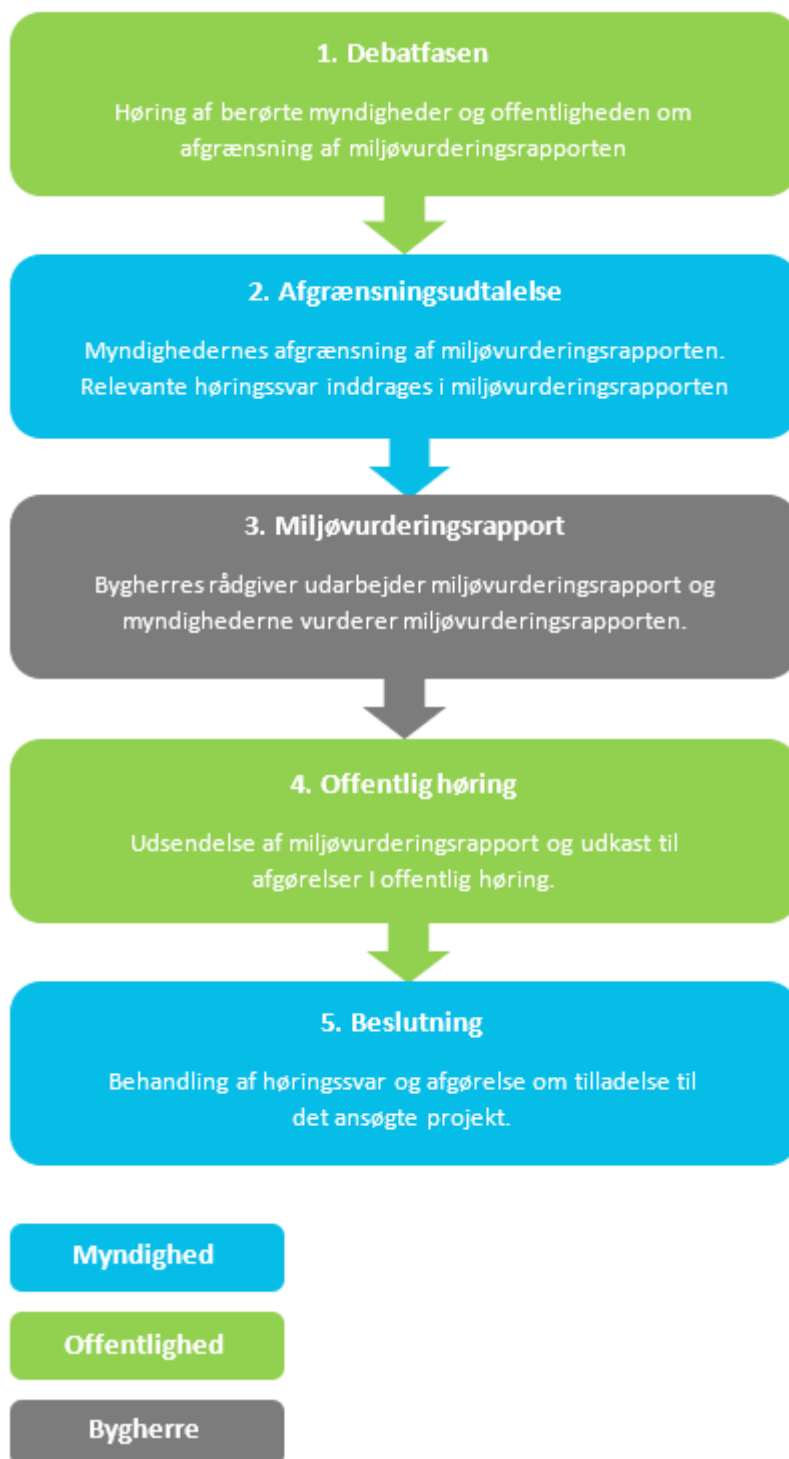 1. Debatfasen
Høring af berørte myndigheder og offentligheden om
afgrænsning af miljøvurderingsrapporten
2. Afgrænsningsudtalelse
Myndighedernes afgrænsning af miljøvurderingsrapporten.
Relevante høringssvar inddrages i miljøvurderingsrapporten
3. Miljøvurderingsrapport
Bygherres rådgiver udarbejder miljøvurderingsrapport og
myndighederne vurderer miljøvurderingsrapporten.
4. Offentlig høring
Udsendelse af miljøvurderingsrapport og udkast til
afgørelser I offentlig høring.
5. Beslutning
Behandling af høringssvar og afgørelse om tilladelse til
det ansøgte projekt.
Myndighed
Offentlighed
Bygherre